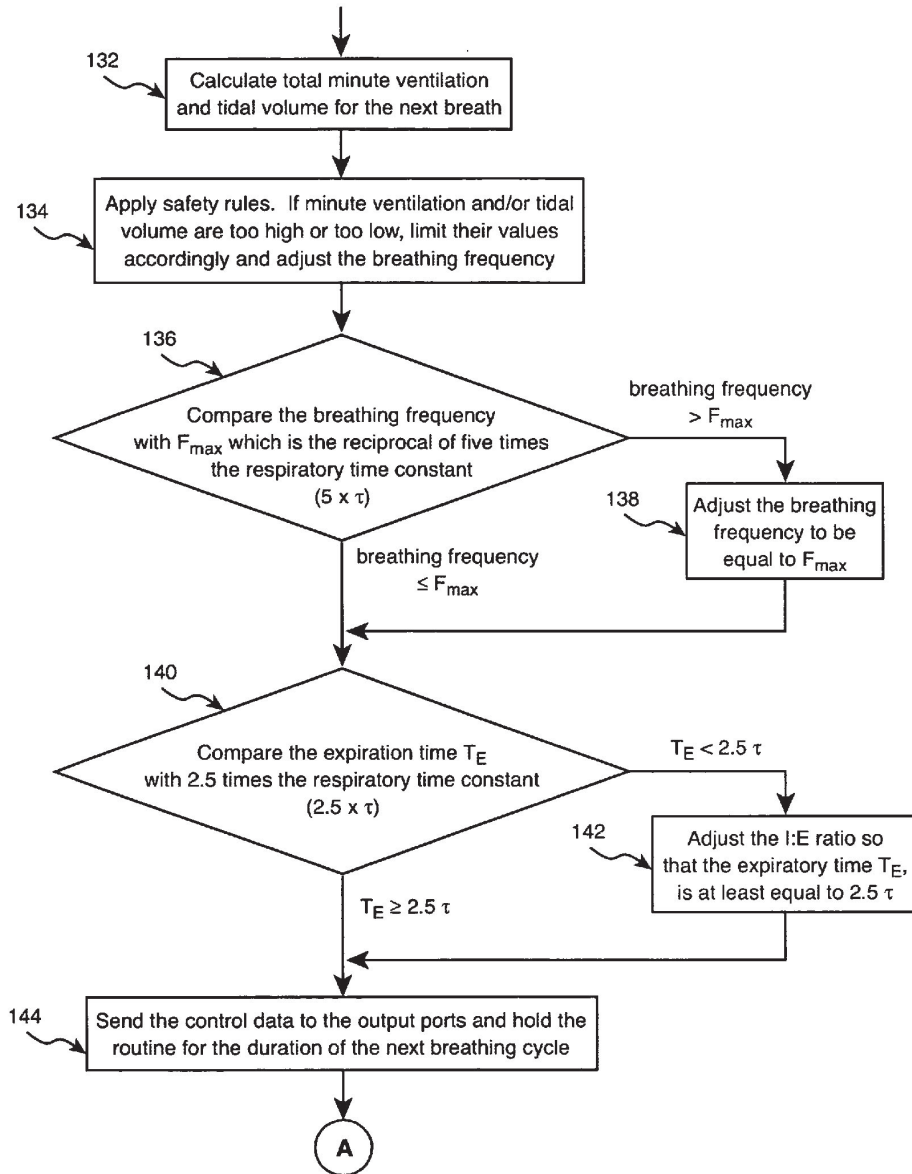 132
Calculate total minute ventilation
and tidal volume for the next breath
134
Apply safety rules. If minute ventilation and/or tidal
volume are too high or too low, limit their values
accordingly and adjust the breathing frequency
136
Compare the breathing frequency
with Fmax which is the reciprocal of five times
the respiratory time constant
(5 x τ)
breathing frequency
> Fmax
138
Adjust the breathing
frequency to be
equal to Fmax
breathing frequency
≤ Fmax
140
Compare the expiration time TE
with 2.5 times the respiratory time constant
(2.5 x τ)
TE < 2.5 τ
142
Adjust the I:E ratio so
that the expiratory time TE,
is at least equal to 2.5 τ
TE ≥ 2.5 τ
144
Send the control data to the output ports and hold the
routine for the duration of the next breathing cycle
A